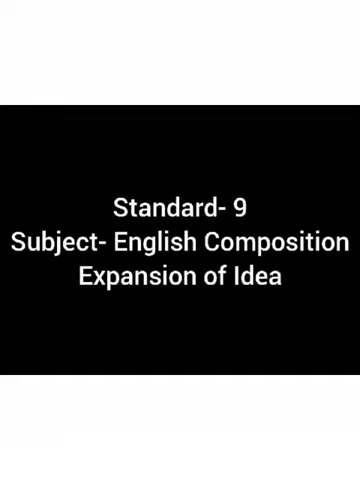 Standard- 9
Subject- English Composition
Expansion of Idea